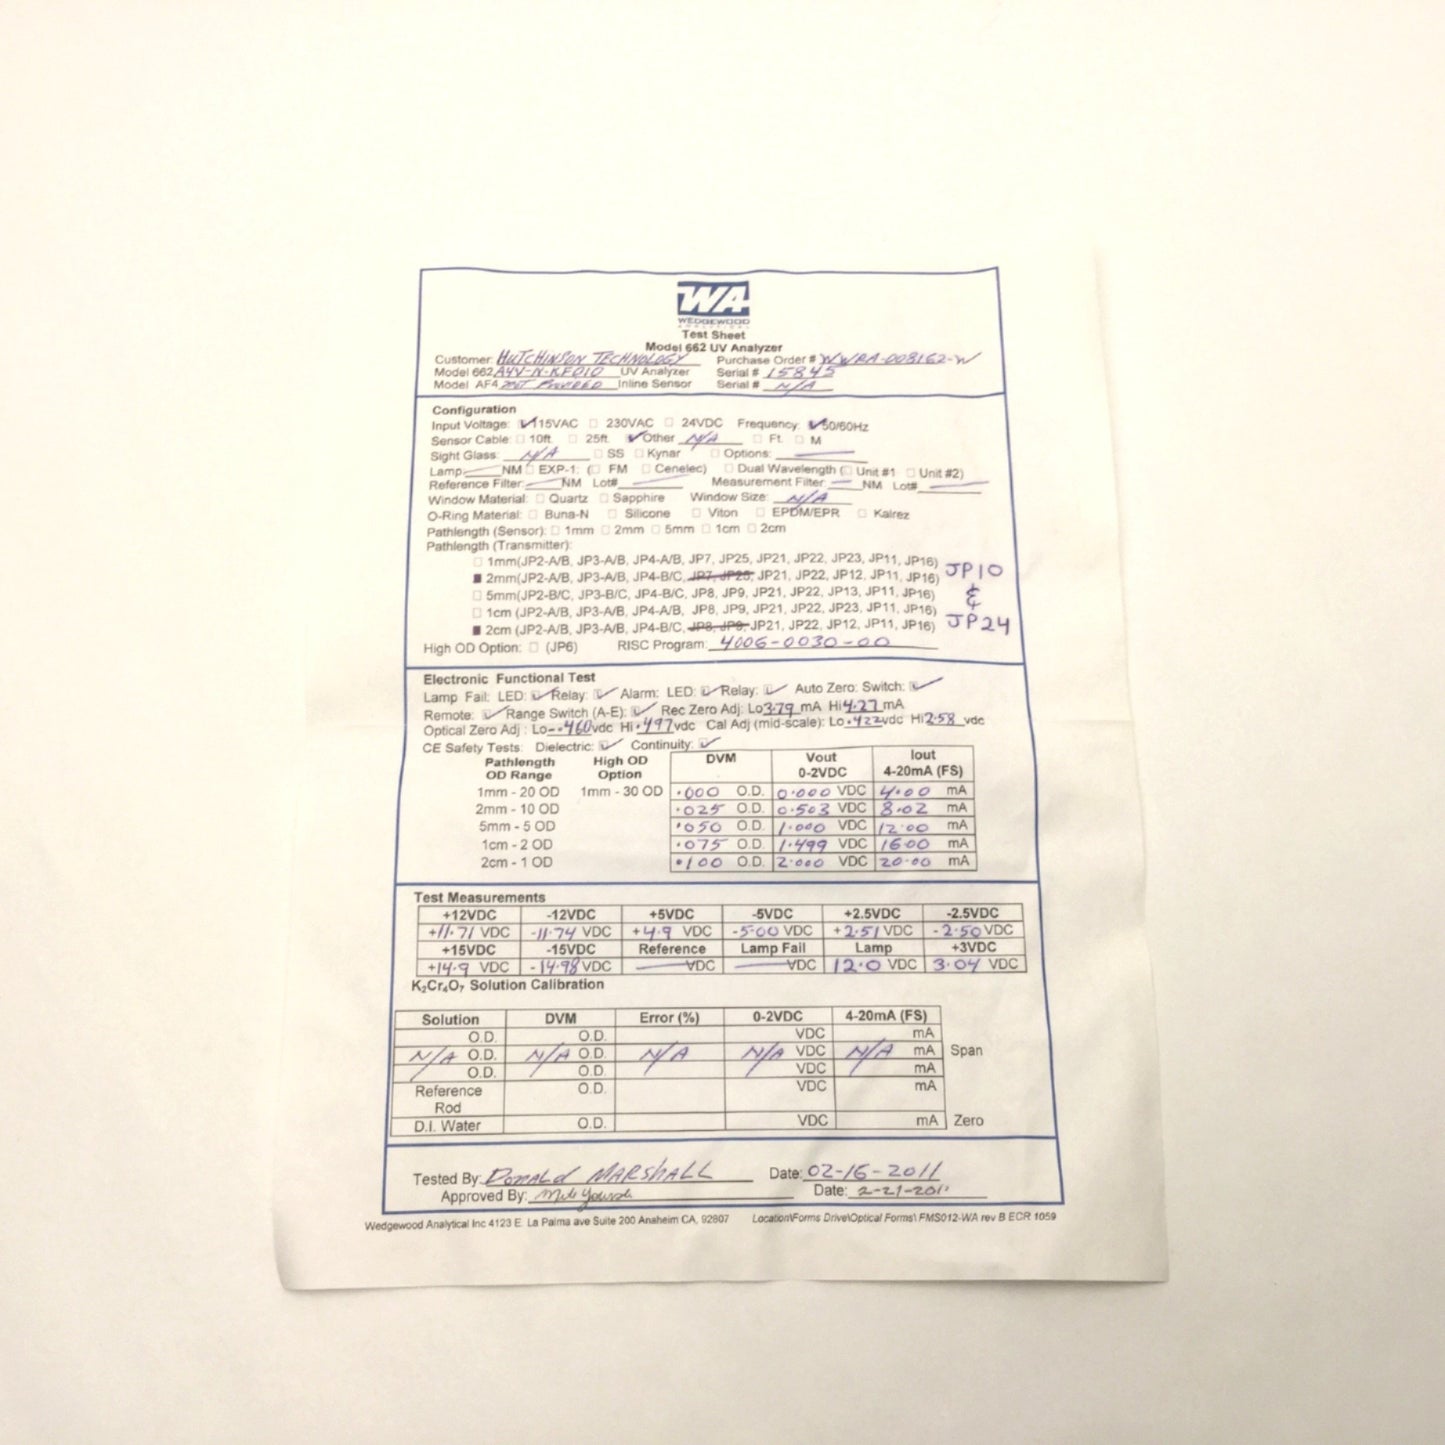 WA
WEDGEWOOD
ANALYTICAL
Test Sheet
Model 662 UV Analyzer
Customer: HUTCHINSON TECHNOLOGY Purchase Order # WWRA-008162-W
Model 662 A4V-N-KF010 UV Analyzer Serial # 15845
Model AF4 NOT PROVIDED Inline Sensor Serial # N/A
Configuration
Input Voltage: ☑ 115VAC ☐ 230VAC ☐ 24VDC Frequency: ☑ 50/60Hz
Sensor Cable: ☐ 10ft. ☐ 25ft. ☑ Other N/A ☐ Ft. ☐ M
Sight Glass: N/A ☐ SS ☐ Kynar ☐ Options:
Lamp NM ☐ EXP-1: (☐ FM ☐ Cenelec) ☐ Dual Wavelength (☐ Unit #1 ☐ Unit #2)
Reference Filter: NM Lot# Measurement Filter NM Lot#
Window Material: ☐ Quartz ☐ Sapphire Window Size: N/A
O-Ring Material: ☐ Buna-N ☐ Silicone ☐ Viton ☐ EPDM/EPR ☐ Kalrez
Pathlength (Sensor): ☐ 1mm ☐ 2mm ☐ 5mm ☐ 1cm ☐ 2cm
Pathlength (Transmitter):
☐ 1mm(JP2-A/B, JP3-A/B, JP4-A/B, JP7, JP25, JP21, JP22, JP23, JP11, JP16)
■ 2mm(JP2-A/B, JP3-A/B, JP4-B/C, JP7, JP25, JP21, JP22, JP12, JP11, JP16) JP10
☐ 5mm(JP2-B/C, JP3-B/C, JP4-B/C, JP8, JP9, JP21, JP22, JP13, JP11, JP16) &
☐ 1cm (JP2-A/B, JP3-A/B, JP4-A/B, JP8, JP9, JP21, JP22, JP23, JP11, JP16)
■ 2cm (JP2-A/B, JP3-A/B, JP4-B/C, JP8, JP9, JP21, JP22, JP12, JP11, JP16) JP24
High OD Option: ☐ (JP6) RISC Program: 4006-0030-00
Electronic Functional Test
Lamp Fail: LED: ☑ Relay: ☑ Alarm: LED: ☑ Relay: ☑ Auto Zero: Switch: ☑
Remote: ☑ Range Switch (A-E): ☑ Rec Zero Adj: Lo 3.79 mA Hi 4.27 mA
Optical Zero Adj : Lo -.460 vdc Hi .497 vdc Cal Adj (mid-scale): Lo .422 vdc Hi 2.58 vdc
CE Safety Tests: Dielectric: ☑ Continuity: ☑
Pathlength OD Range High OD Option DVM Vout 0-2VDC Iout 4-20mA (FS)
1mm - 20 OD 1mm - 30 OD .000 O.D. 0.000 VDC 4.00 mA
2mm - 10 OD .025 O.D. 0.503 VDC 8.02 mA
5mm - 5 OD .050 O.D. 1.000 VDC 12.00 mA
1cm - 2 OD .075 O.D. 1.499 VDC 16.00 mA
2cm - 1 OD .100 O.D. 2.000 VDC 20.00 mA
Test Measurements
+12VDC -12VDC +5VDC -5VDC +2.5VDC -2.5VDC
+11.71 VDC -11.74 VDC +4.9 VDC -5.00 VDC +2.51 VDC -2.50 VDC
+15VDC -15VDC Reference Lamp Fail Lamp +3VDC
+14.9 VDC -14.98 VDC VDC VDC 12.0 VDC 3.04 VDC
K2Cr4O7 Solution Calibration
Solution DVM Error (%) 0-2VDC 4-20mA (FS)
O.D. O.D. VDC mA
N/A O.D. N/A O.D. N/A N/A VDC N/A mA Span
O.D. O.D. VDC mA
Reference Rod O.D. VDC mA
D.I. Water O.D. VDC mA Zero
Tested By: DONALD MARSHALL Date: 02-16-2011
Approved By: Date: 2-21-2011
Wedgewood Analytical Inc 4123 E. La Palma ave Suite 200 Anaheim CA, 92807 Location\Forms Drive\Optical Forms\ FMS012-WA rev B ECR 1059